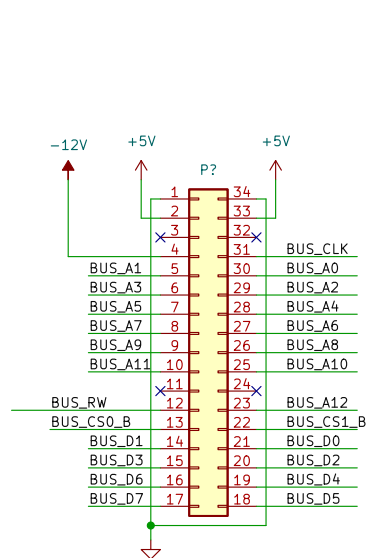 -12V
+5V
+5V
P?
1 34
2 33
3 32
4 31 BUS_CLK
BUS_A1 5 30 BUS_A0
BUS_A3 6 29 BUS_A2
BUS_A5 7 28 BUS_A4
BUS_A7 8 27 BUS_A6
BUS_A9 9 26 BUS_A8
BUS_A11 10 25 BUS_A10
11 24
BUS_RW 12 23 BUS_A12
BUS_CS0_B 13 22 BUS_CS1_B
BUS_D1 14 21 BUS_D0
BUS_D3 15 20 BUS_D2
BUS_D6 16 19 BUS_D4
BUS_D7 17 18 BUS_D5